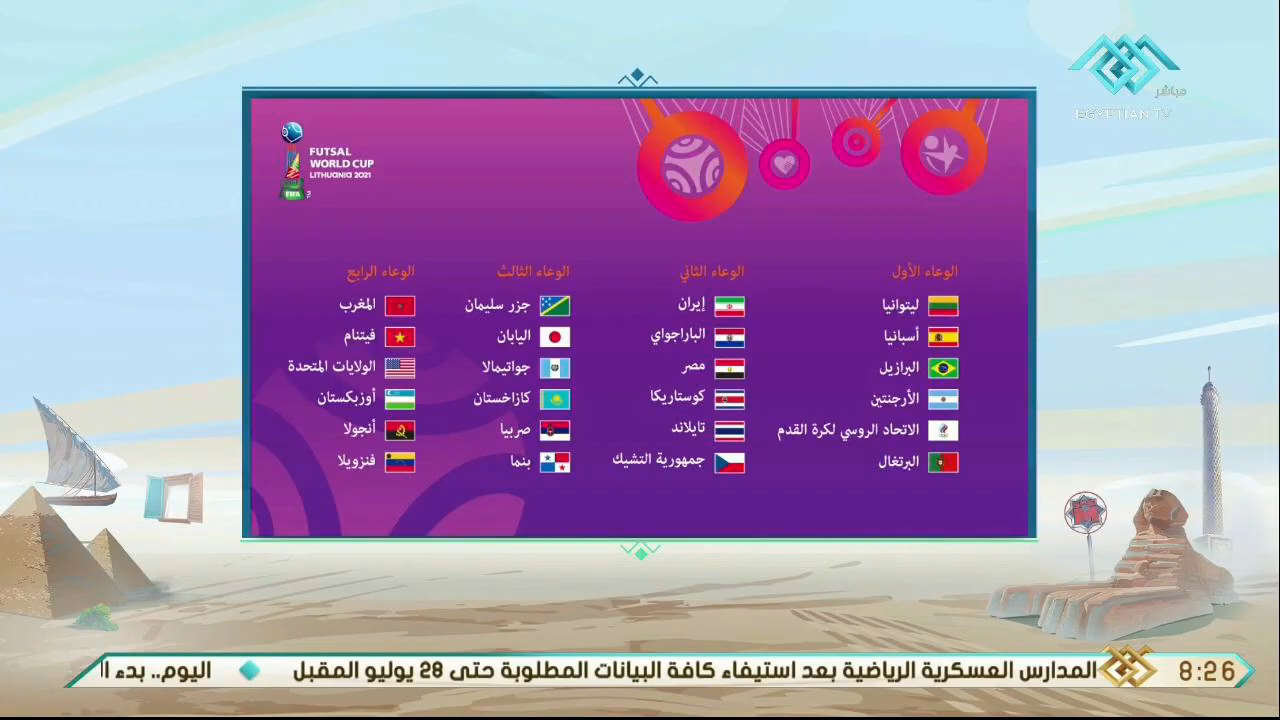 مباشر
EGYPTIAN TV
FUTSAL
WORLD CUP
LITHUANIA 2021
FIFA
الوعاء الأول
ليتوانيا
أسبانيا
البرازيل
الأرجنتين
الاتحاد الروسي لكرة القدم
البرتغال
الوعاء الثاني
إيران
الباراجواي
مصر
كوستاريكا
تايلاند
جمهورية التشيك
الوعاء الثالث
جزر سليمان
اليابان
جواتيمالا
كازاخستان
صربيا
بنما
الوعاء الرابع
المغرب
فيتنام
الولايات المتحدة
أوزبكستان
أنجولا
فنزويلا
8:26
المدارس العسكرية الرياضية بعد استيفاء كافة البيانات المطلوبة حتى 28 يوليو المقبل
اليوم.. بدء ا